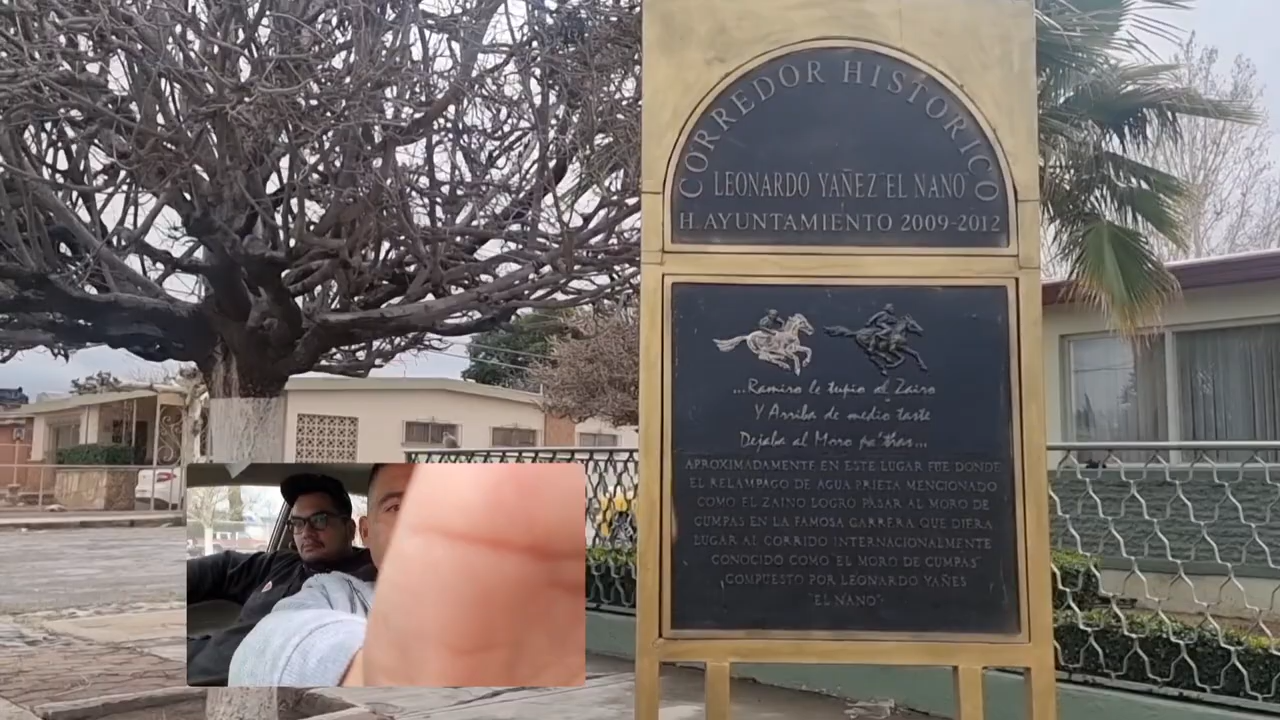 CORREDOR HISTORICO
LEONARDO YAÑEZ "EL NANO"
H. AYUNTAMIENTO 2009-2012
...Ramiro le tupio al Zairo
Y Arriba de medio taste
Dejaba al Moro pa'tras...
APROXIMADAMENTE EN ESTE LUGAR FUE DONDE
EL RELAMPAGO DE AGUA PRIETA MENCIONADO
COMO EL ZAINO LOGRO PASAR AL MORO DE
CUMPAS EN LA FAMOSA CARRERA QUE DIERA
LUGAR AL CORRIDO INTERNACIONALMENTE
CONOCIDO COMO "EL MORO DE CUMPAS"
COMPUESTO POR LEONARDO YAÑES
"EL NANO"